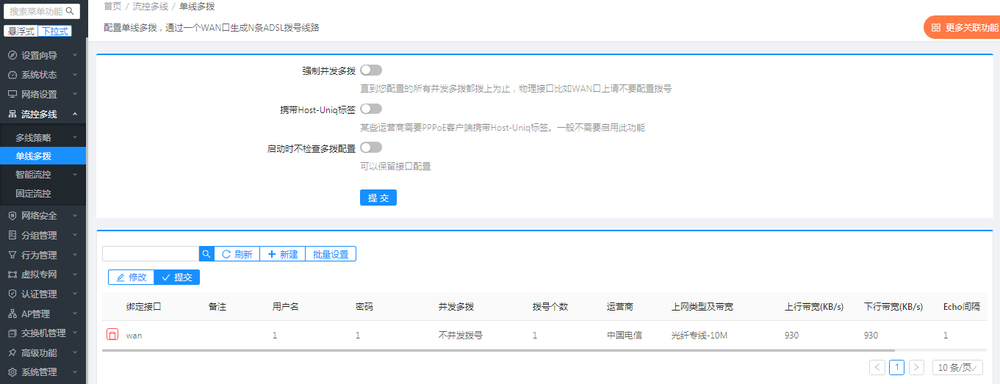 搜索菜单功能
悬浮式 下拉式
设置向导
系统状态
网络设置
流控多线
多线策略
单线多拨
智能流控
固定流控
网络安全
分组管理
行为管理
虚拟专网
认证管理
AP管理
交换机管理
高级功能
系统管理
首页 / 流控多线 / 单线多拨
配置单线多拨，通过一个WAN口生成N条ADSL拨号线路
更多关联功能
强制并发多拨
直到您配置的所有并发多拨都拨上为止，物理接口比如WAN口上请不要配置拨号
携带Host-Uniq标签
某些运营商需要PPPoE客户端携带Host-Uniq标签。一般不需要启用此功能
启动时不检查多拨配置
可以保留接口配置
提 交
刷新 新建 批量设置
修改 提交
绑定接口 备注 用户名 密码 并发多拨 拨号个数 运营商 上网类型及带宽 上行带宽(KB/s) 下行带宽(KB/s) Echo间隔
wan 1 1 不并发拨号 1 中国电信 光纤专线-10M 930 930 1
< 1 > 10 条/页